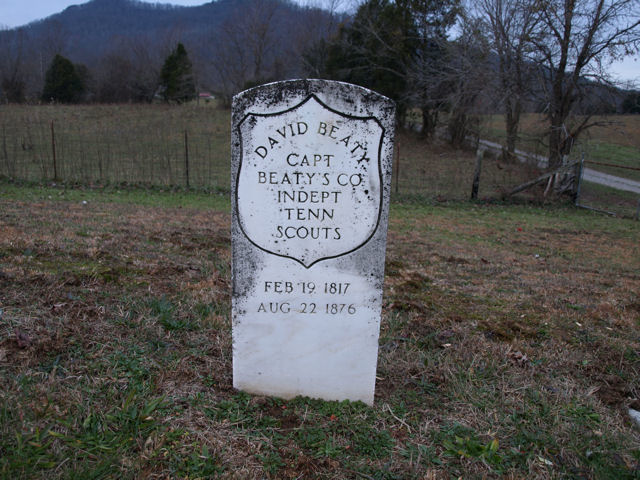 DAVID BEATY
CAPT
BEATY'S CO.
INDEPT
TENN
SCOUTS
FEB 19 1817
AUG 22 1876